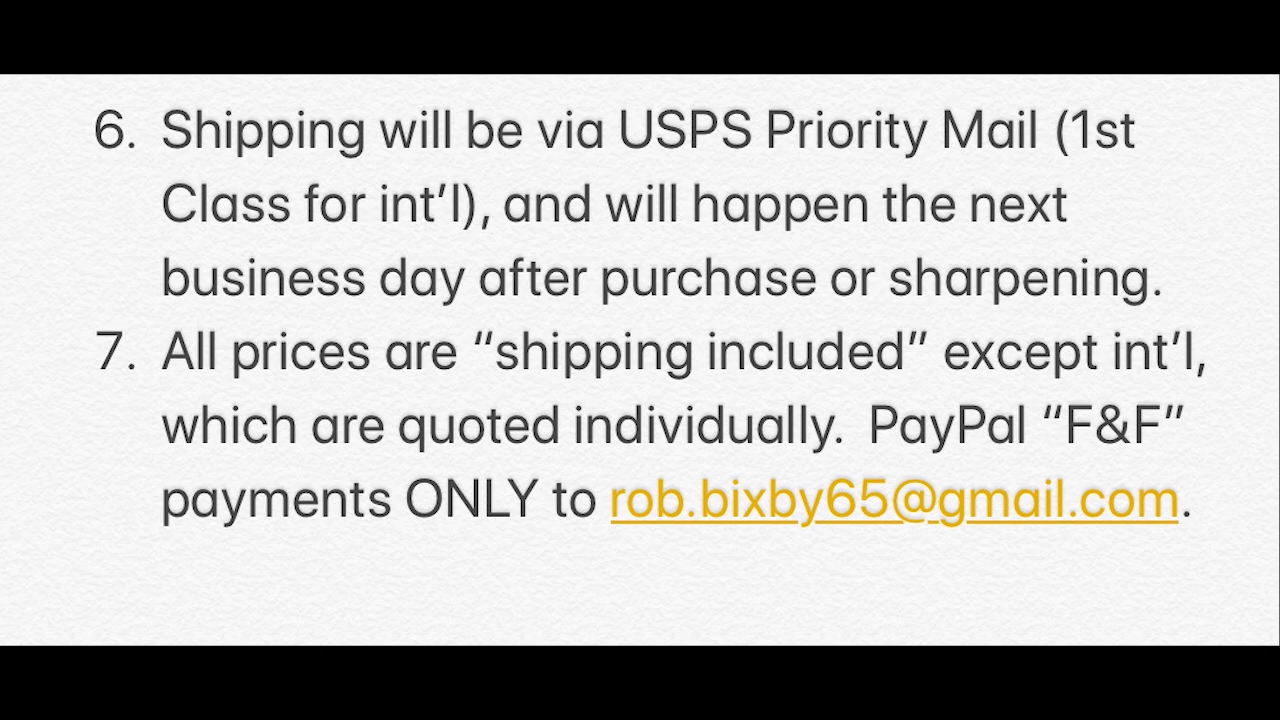 6. Shipping will be via USPS Priority Mail (1st
Class for int’l), and will happen the next
business day after purchase or sharpening.
7. All prices are “shipping included” except int’l,
which are quoted individually.  PayPal “F&F”
payments ONLY to rob.bixby65@gmail.com.